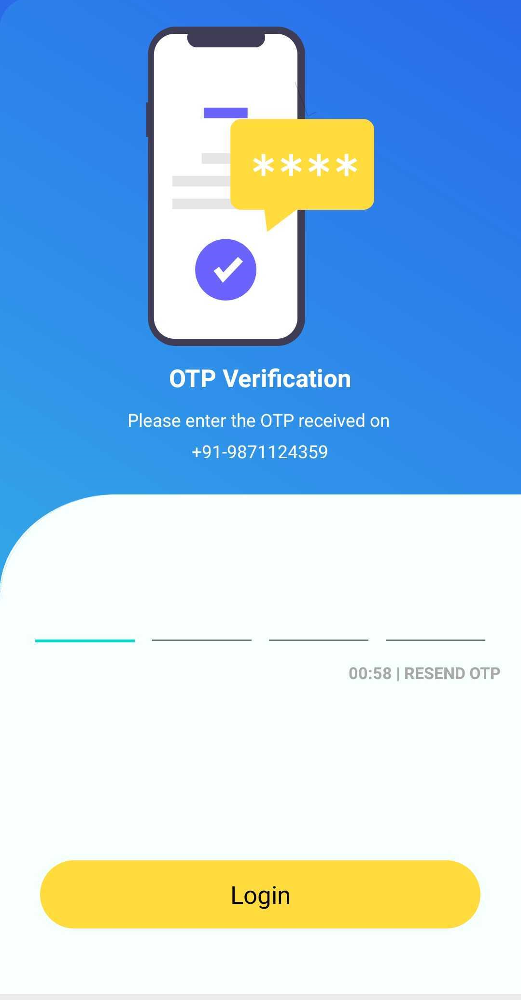 ****
OTP Verification
Please enter the OTP received on
+91-9871124359
00:58 | RESEND OTP
Login